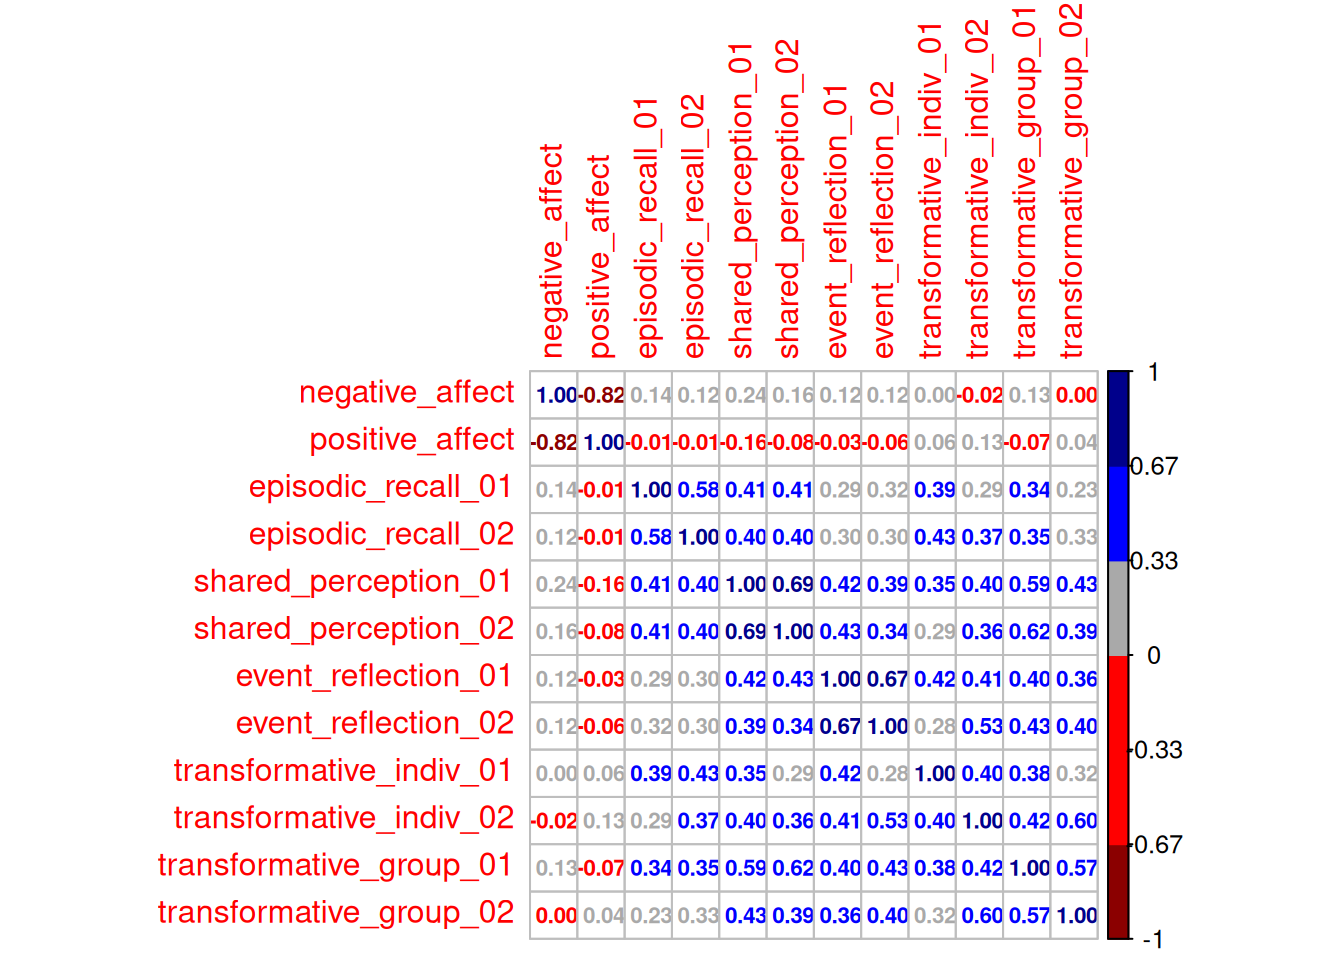 negative_affect
positive_affect
episodic_recall_01
episodic_recall_02
shared_perception_01
shared_perception_02
event_reflection_01
event_reflection_02
transformative_indiv_01
transformative_indiv_02
transformative_group_01
transformative_group_02
negative_affect 1.00 -0.82 0.14 0.12 0.24 0.16 0.12 0.12 0.00 -0.02 0.13 0.00
positive_affect -0.82 1.00 -0.01 -0.01 -0.16 -0.08 -0.03 -0.06 0.06 0.13 -0.07 0.04
episodic_recall_01 0.14 -0.01 1.00 0.58 0.41 0.41 0.29 0.32 0.39 0.29 0.34 0.23
episodic_recall_02 0.12 -0.01 0.58 1.00 0.40 0.40 0.30 0.30 0.43 0.37 0.35 0.33
shared_perception_01 0.24 -0.16 0.41 0.40 1.00 0.69 0.42 0.39 0.35 0.40 0.59 0.43
shared_perception_02 0.16 -0.08 0.41 0.40 0.69 1.00 0.43 0.34 0.29 0.36 0.62 0.39
event_reflection_01 0.12 -0.03 0.29 0.30 0.42 0.43 1.00 0.67 0.42 0.41 0.40 0.36
event_reflection_02 0.12 -0.06 0.32 0.30 0.39 0.34 0.67 1.00 0.28 0.53 0.43 0.40
transformative_indiv_01 0.00 0.06 0.39 0.43 0.35 0.29 0.42 0.28 1.00 0.40 0.38 0.32
transformative_indiv_02 -0.02 0.13 0.29 0.37 0.40 0.36 0.41 0.53 0.40 1.00 0.42 0.60
transformative_group_01 0.13 -0.07 0.34 0.35 0.59 0.62 0.40 0.43 0.38 0.42 1.00 0.57
transformative_group_02 0.00 0.04 0.23 0.33 0.43 0.39 0.36 0.40 0.32 0.60 0.57 1.00
1
0.67
0.33
0
-0.33
-0.67
-1